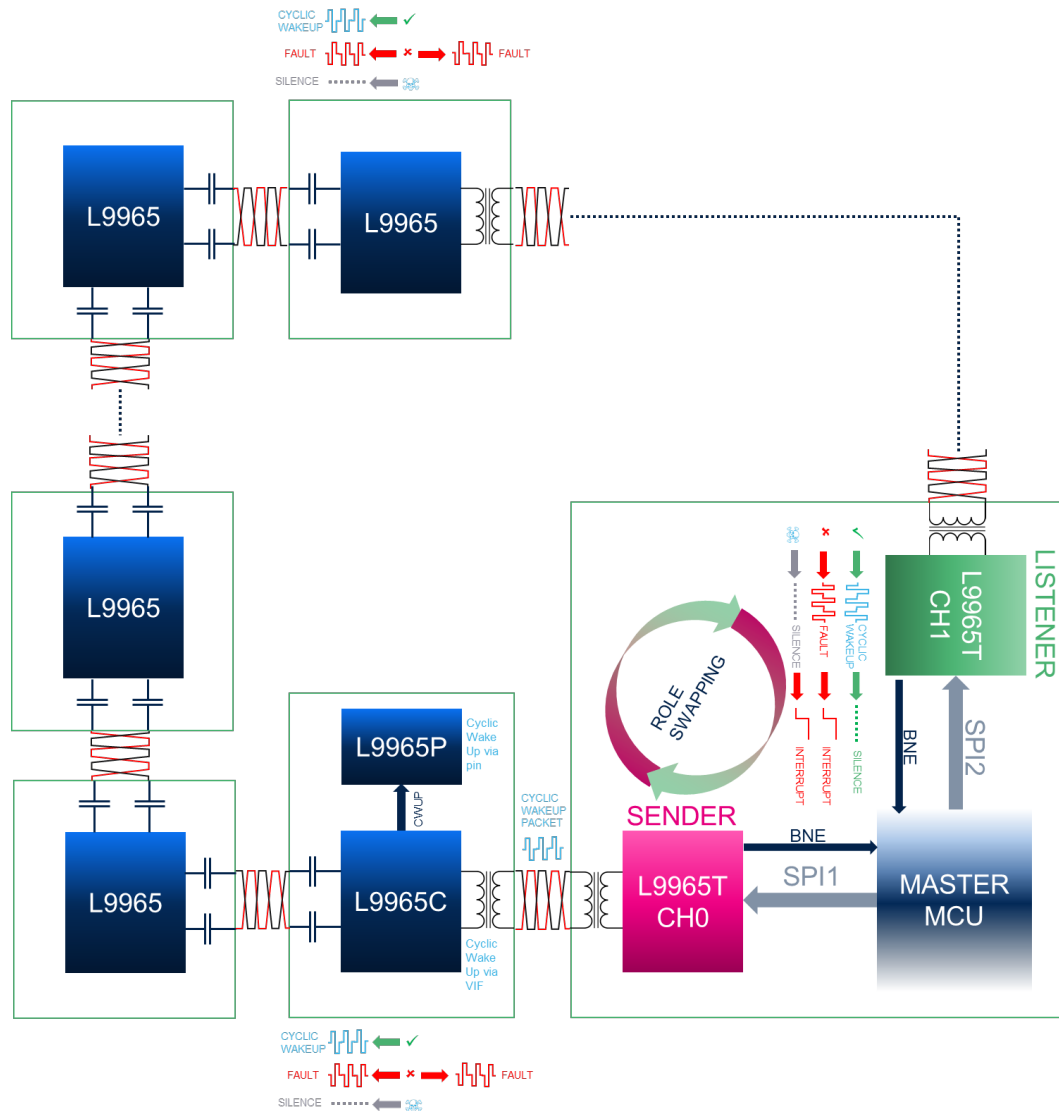 CYCLIC
WAKEUP
FAULT
FAULT
SILENCE
L9965
L9965
L9965
L9965
L9965P
Cyclic
Wake
Up via
pin
CWUP
L9965C
Cyclic
Wake
Up via
VIF
CYCLIC
WAKEUP
PACKET
ROLE
SWAPPING
SILENCE
INTERRUPT
FAULT
INTERRUPT
CYCLIC
WAKEUP
SILENCE
L9965T
CH1
LISTENER
BNE
SPI2
SENDER
L9965T
CH0
BNE
SPI1
MASTER
MCU
CYCLIC
WAKEUP
FAULT
FAULT
SILENCE